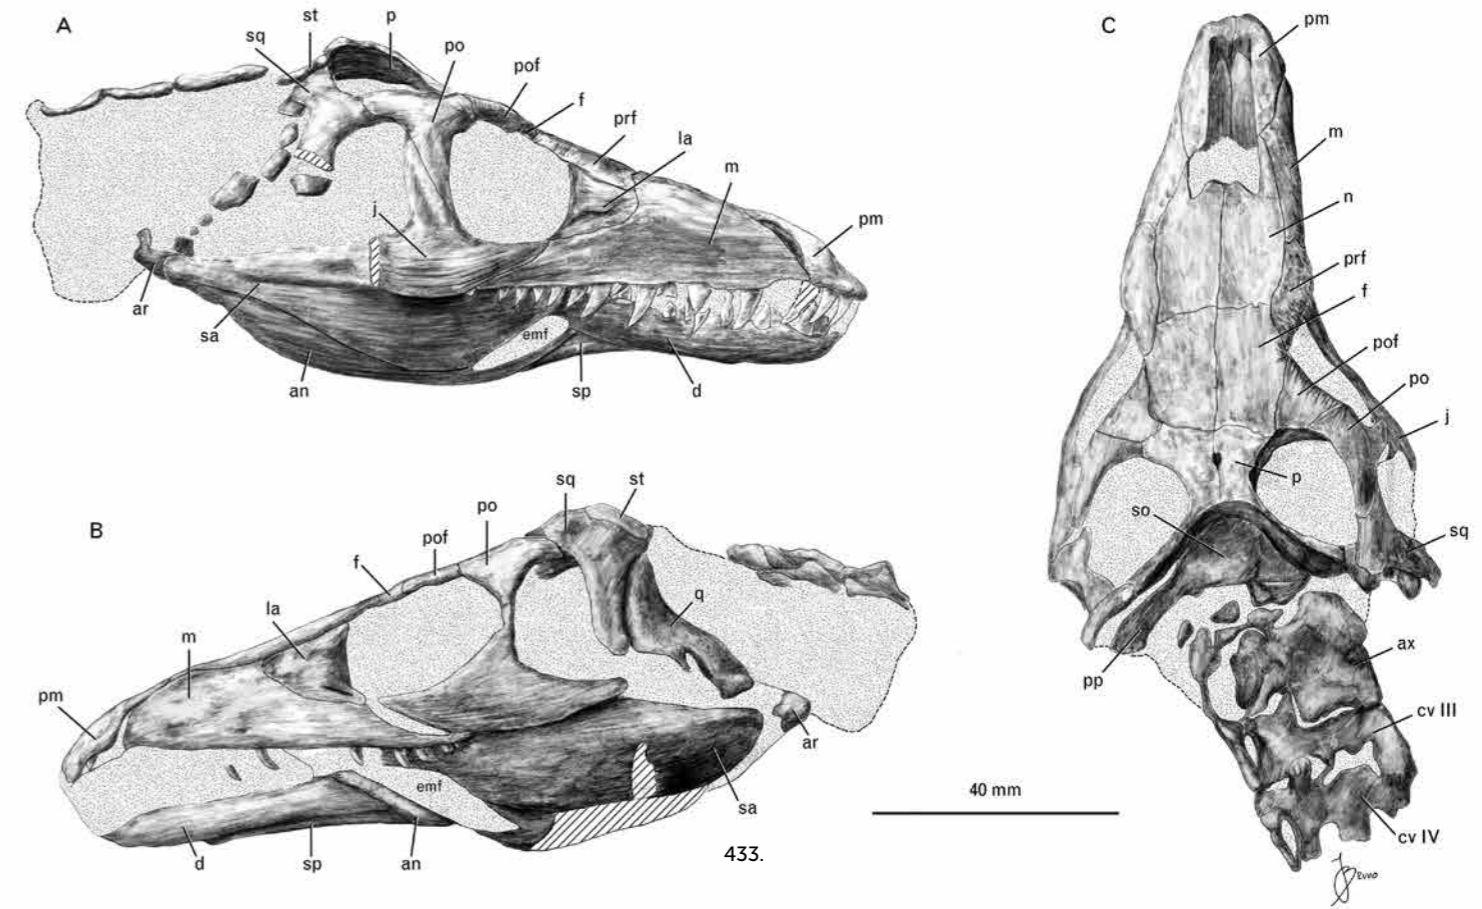 A
st
p
sq
po
pof
f
prf
la
m
j
pm
ar
sa
an
emf
sp
d
B
sq
st
po
pof
f
la
m
q
pm
ar
emf
sa
d
sp
an
40 mm
433.
C
pm
m
n
prf
f
pof
po
j
p
so
sq
ax
pp
cv III
cv IV